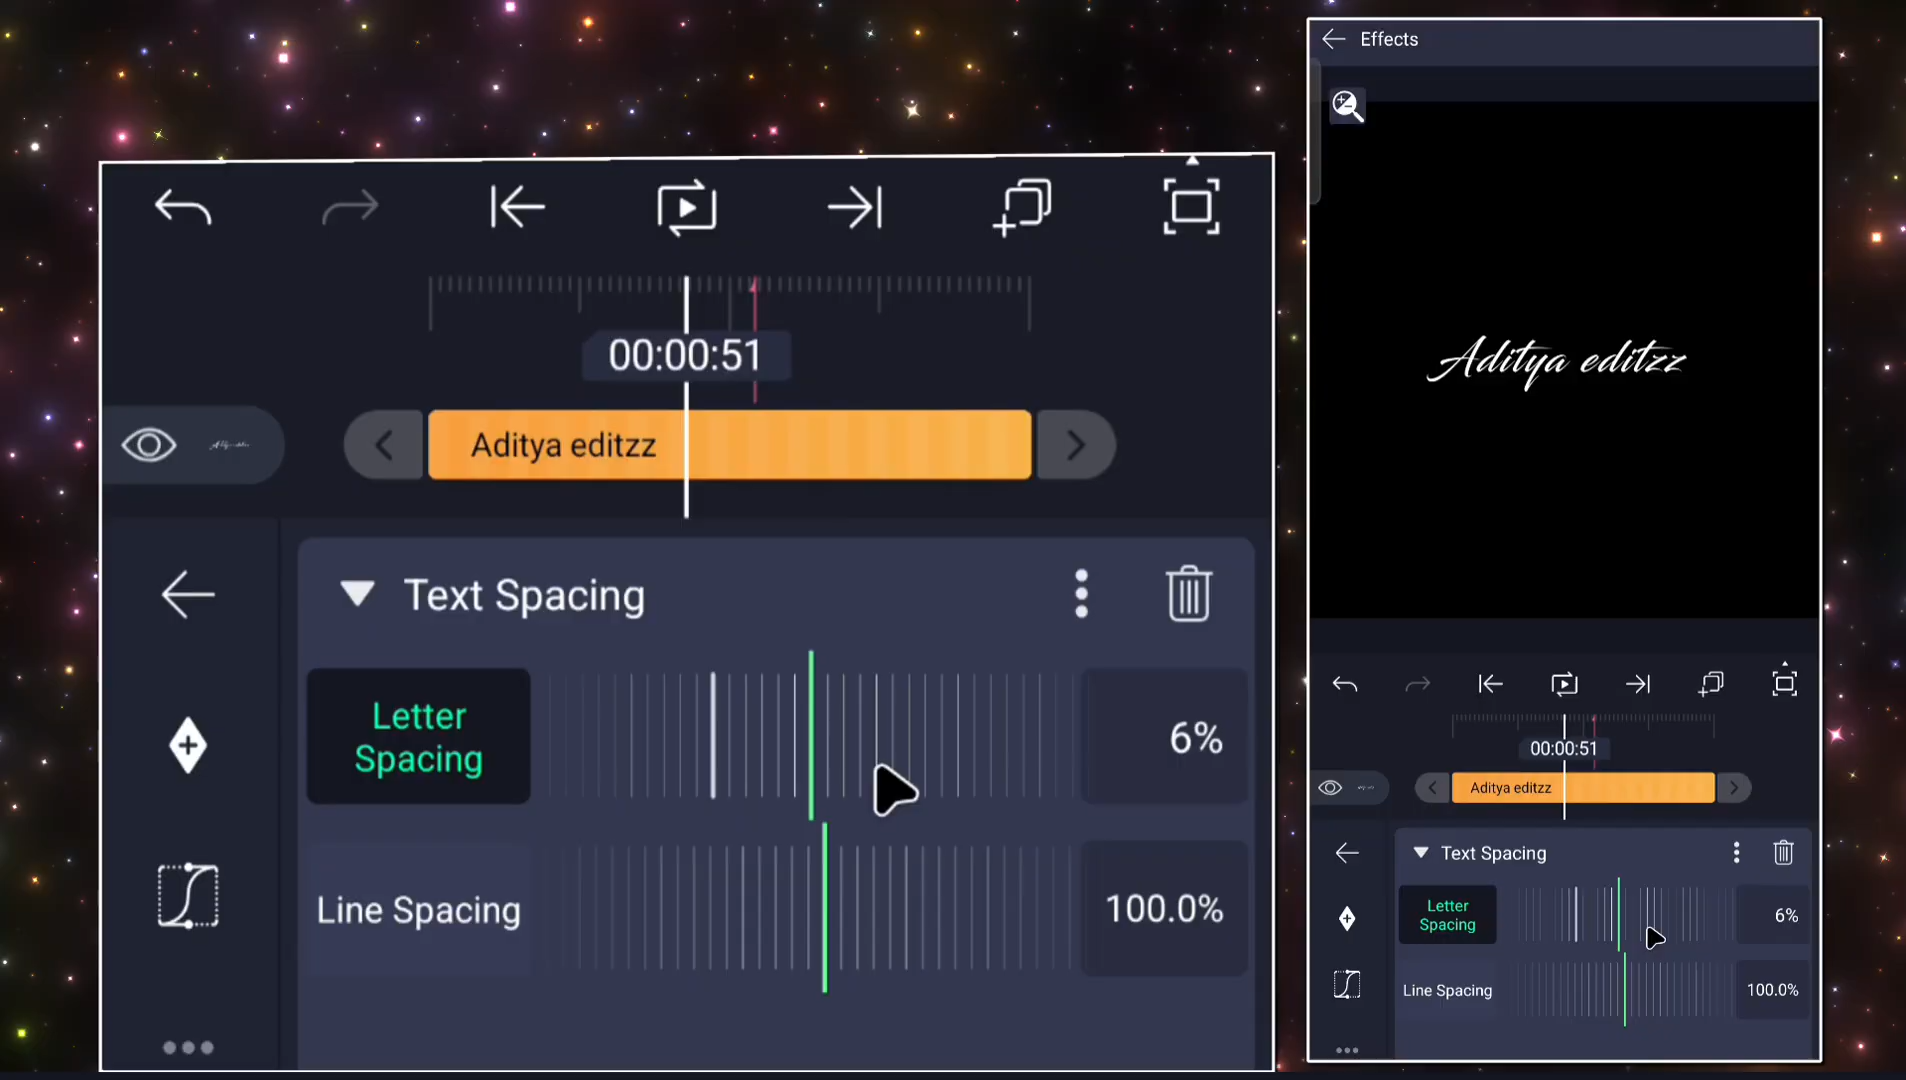 00:00:51
Aditya editzz
Text Spacing
Letter
Spacing
6%
Line Spacing
100.0%
Effects
Aditya editzz
00:00:51
Aditya editzz
Text Spacing
Letter
Spacing
6%
Line Spacing
100.0%